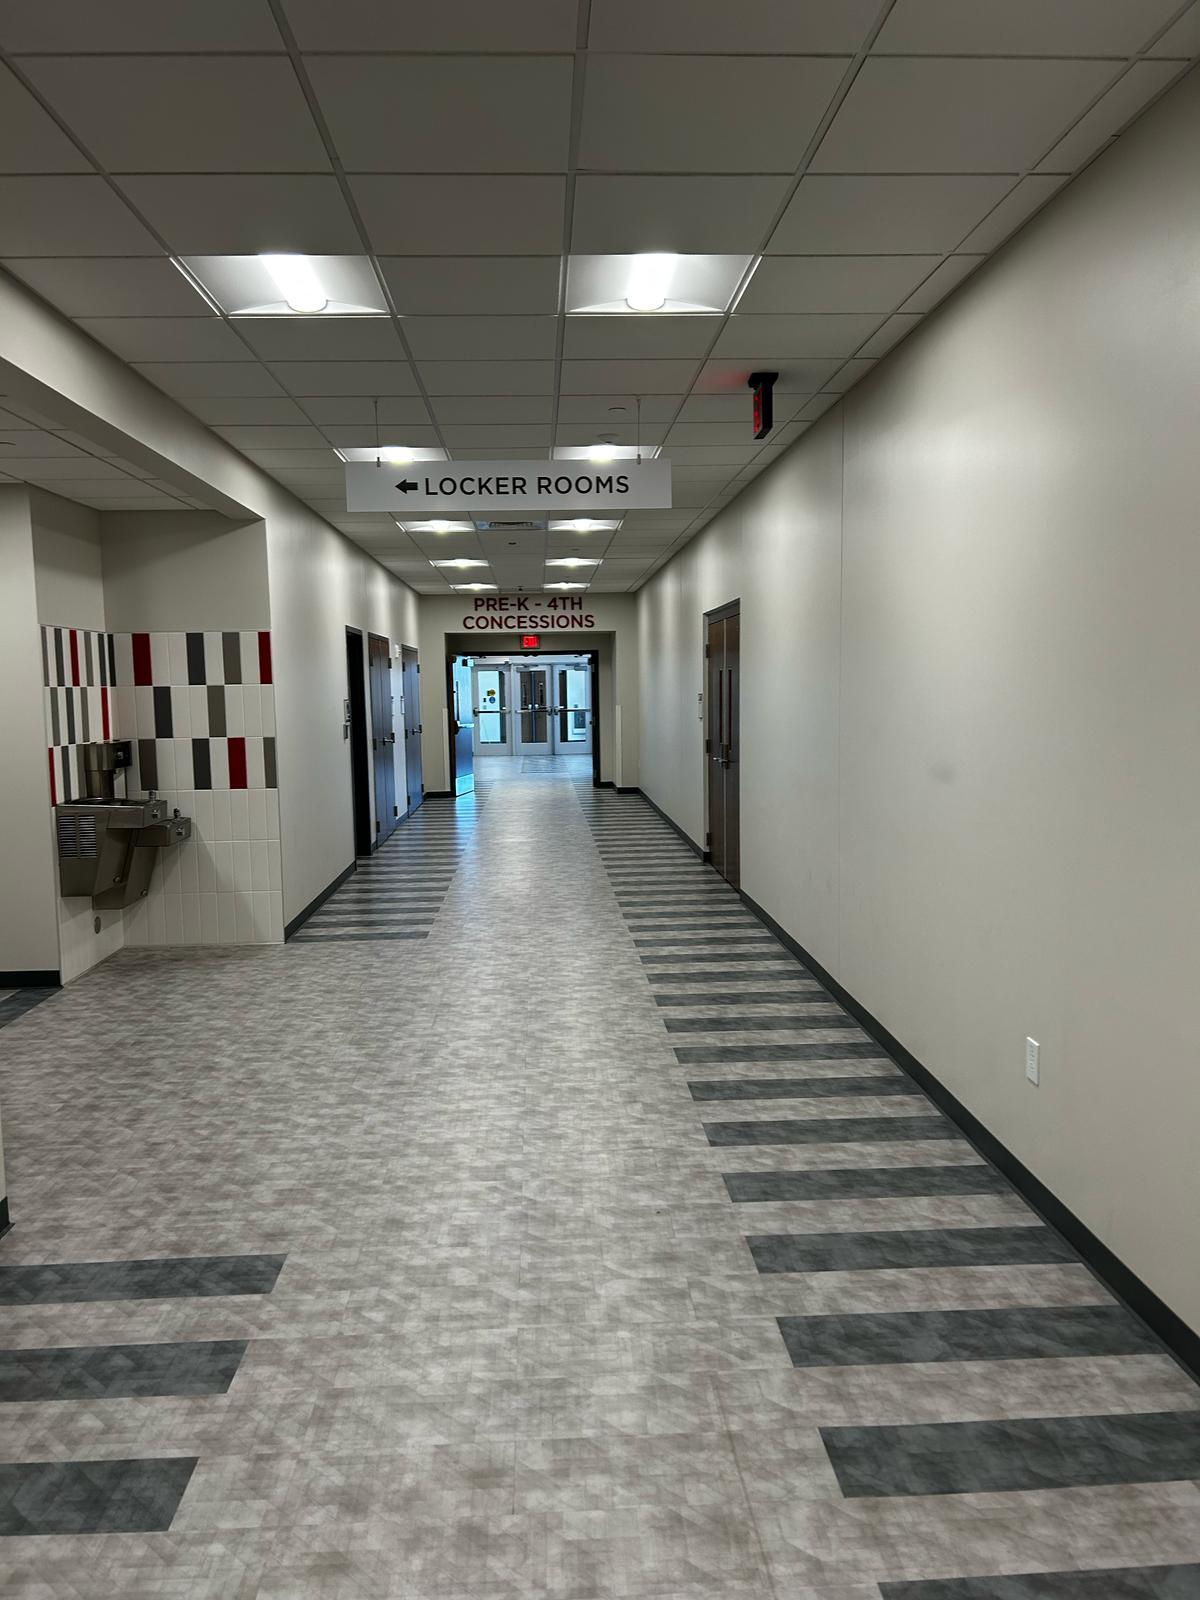 ← LOCKER ROOMS
PRE-K - 4TH
CONCESSIONS
EXIT